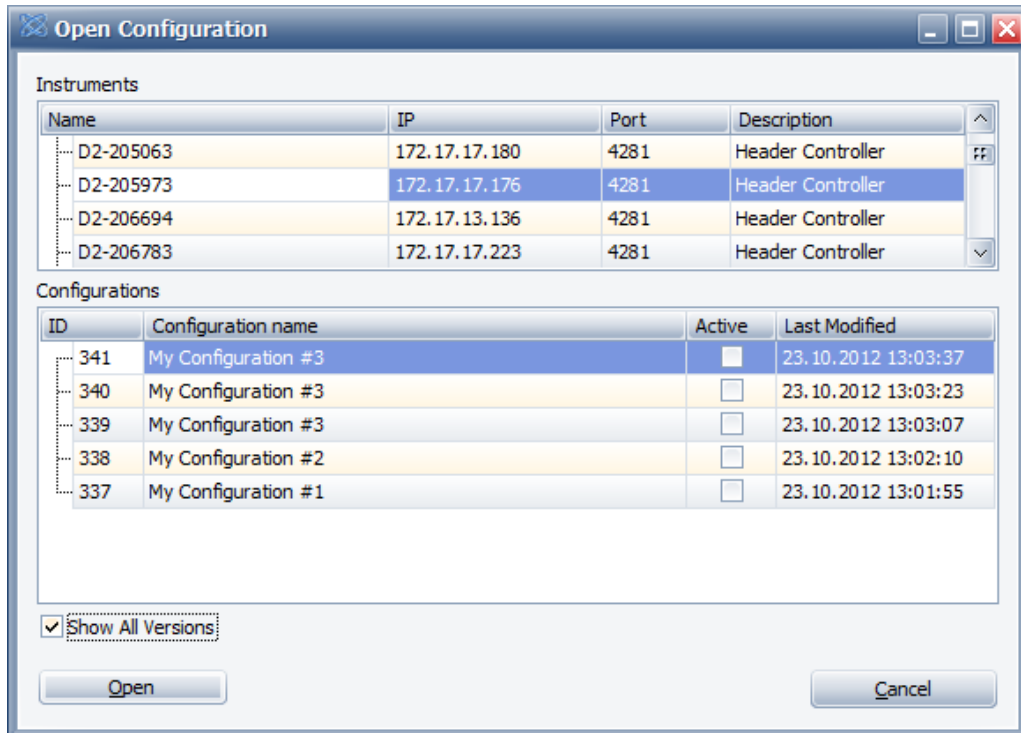 Open Configuration
Instruments
Name IP Port Description
D2-205063 172.17.17.180 4281 Header Controller
D2-205973 172.17.17.176 4281 Header Controller
D2-206694 172.17.13.136 4281 Header Controller
D2-206783 172.17.17.223 4281 Header Controller
Configurations
ID Configuration name Active Last Modified
341 My Configuration #3 23.10.2012 13:03:37
340 My Configuration #3 23.10.2012 13:03:23
339 My Configuration #3 23.10.2012 13:03:07
338 My Configuration #2 23.10.2012 13:02:10
337 My Configuration #1 23.10.2012 13:01:55
Show All Versions
Open Cancel